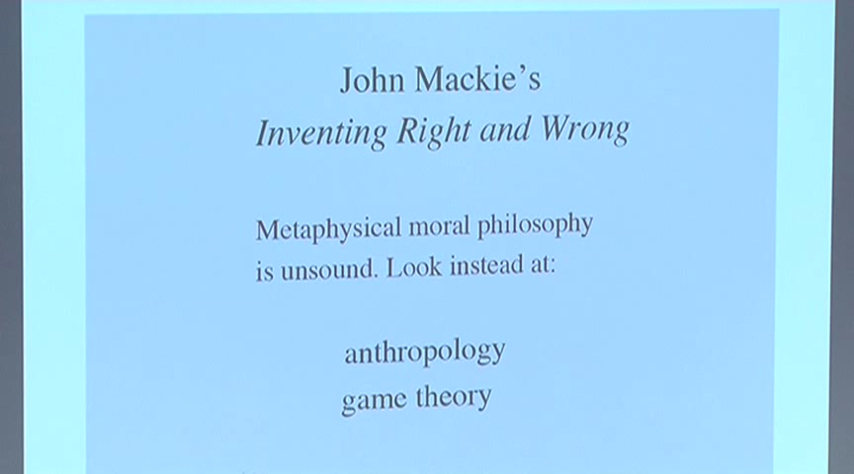 John Mackie’s
Inventing Right and Wrong
Metaphysical moral philosophy
is unsound. Look instead at:
anthropology
game theory